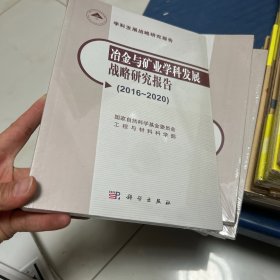 学科发展战略研究报告
冶金与矿业学科发展
战略研究报告
(2016~2020)
国家自然科学基金委员会
工程与材料科学部
科学出版社